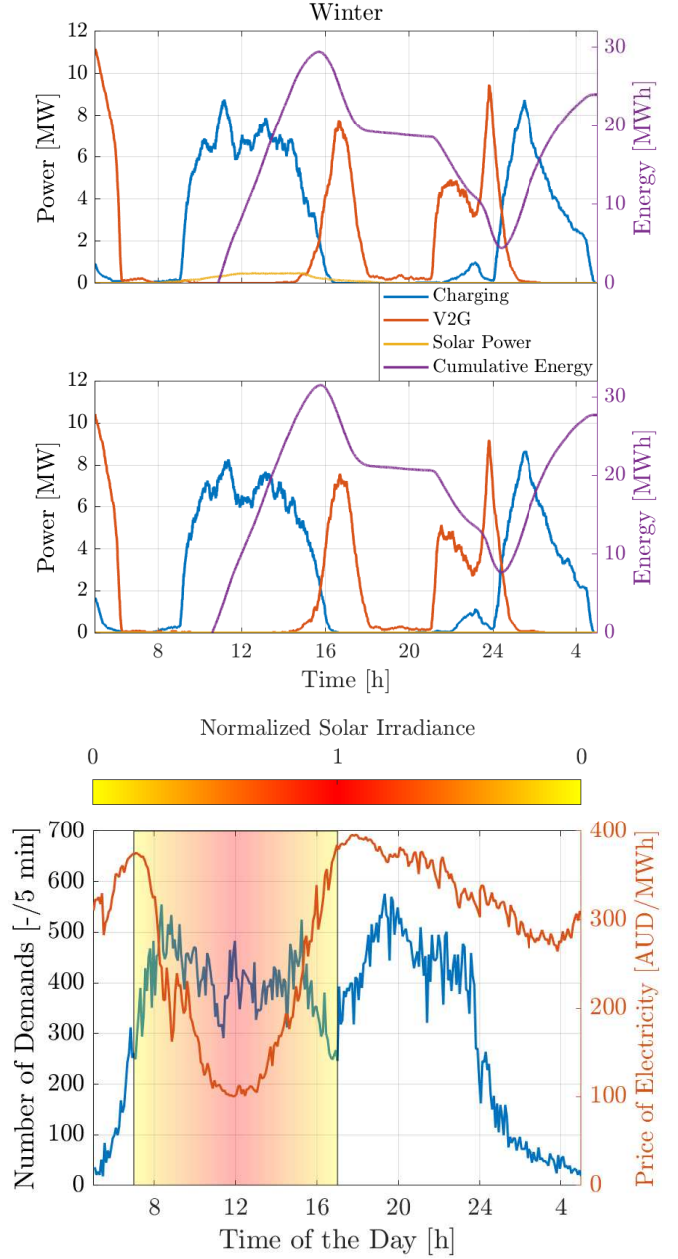 Winter
12
10
8
6
4
2
0
Power [MW]
30
20
10
0
Energy [MWh]
Charging
V2G
Solar Power
Cumulative Energy
12
10
8
6
4
2
0
Power [MW]
30
20
10
0
Energy [MWh]
8 12 16 20 24 4
Time [h]
Normalized Solar Irradiance
0 1 0
700
600
500
400
300
200
100
0
Number of Demands [-/5 min]
400
300
200
100
0
Price of Electricity [AUD/MWh]
8 12 16 20 24 4
Time of the Day [h]